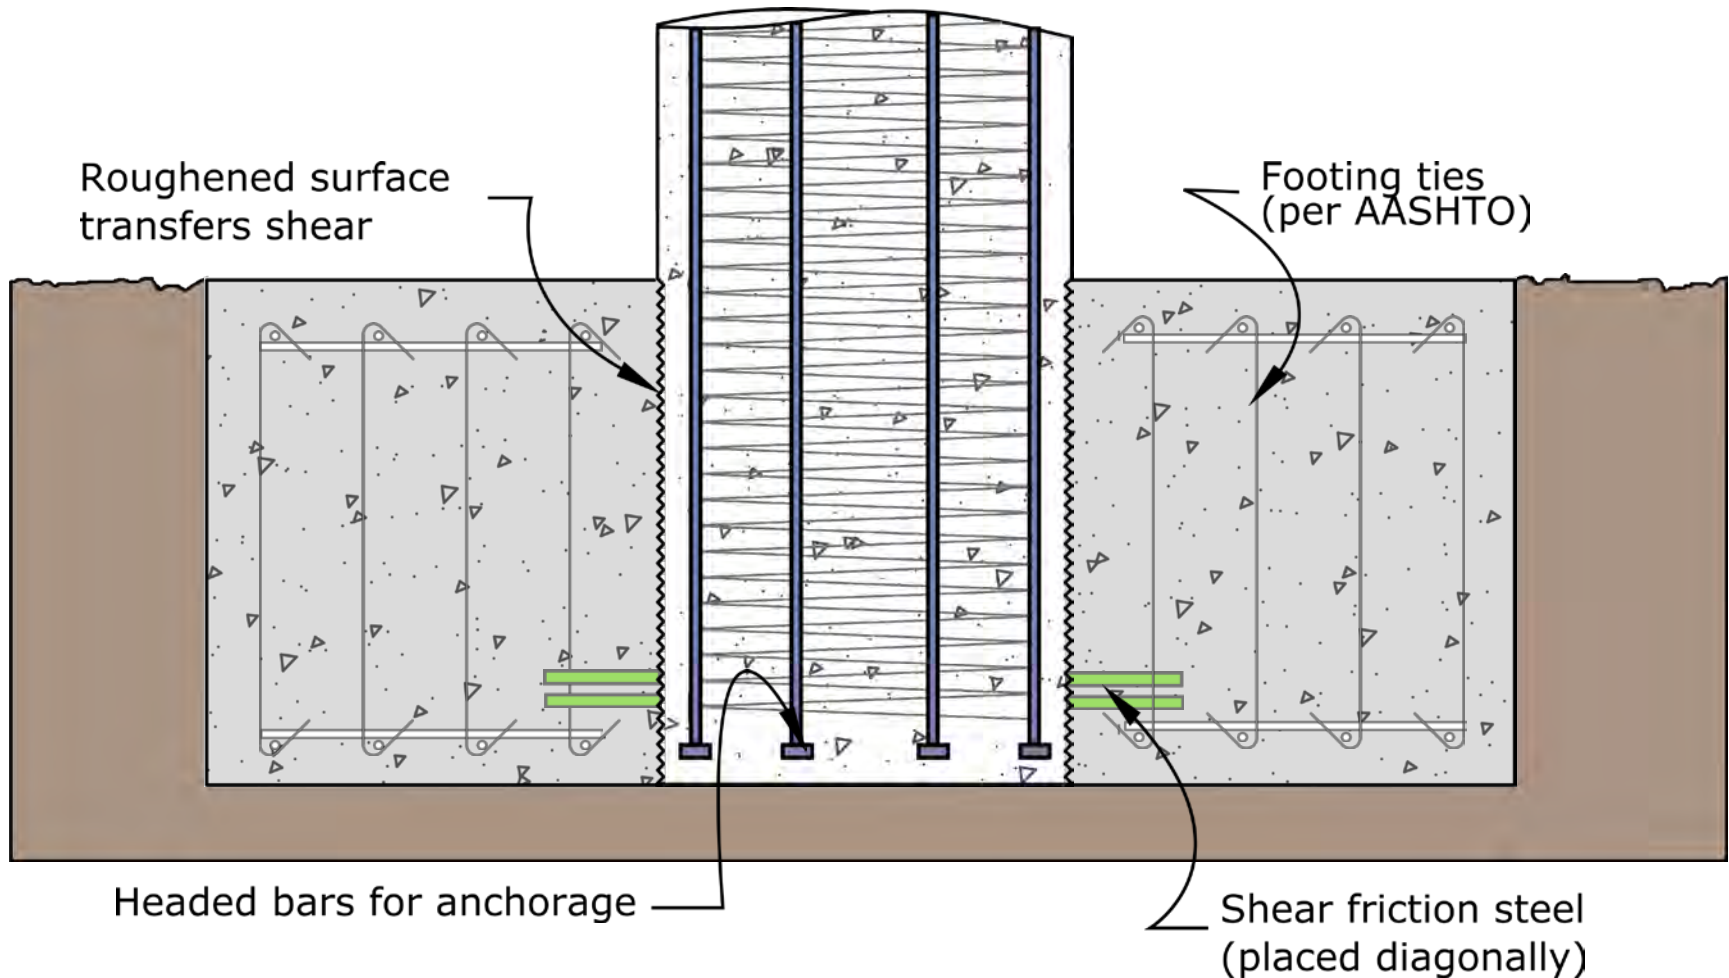 Roughened surface
transfers shear
Footing ties
(per AASHTO)
Headed bars for anchorage
Shear friction steel
(placed diagonally)